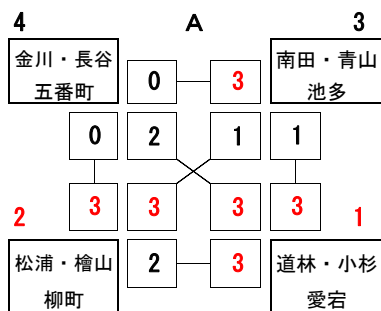 4 A 3
金川・長谷 0 3 南田・青山
五番町 池多
0 2 1 1
3 3 3 3
2 1
松浦・檜山 2 3 道林・小杉
柳町 愛宕